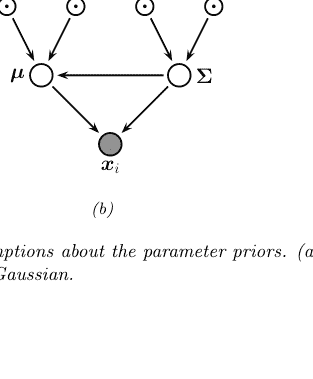 μ Σ
x_i
(b)
mptions about the parameter priors. (a
Gaussian.